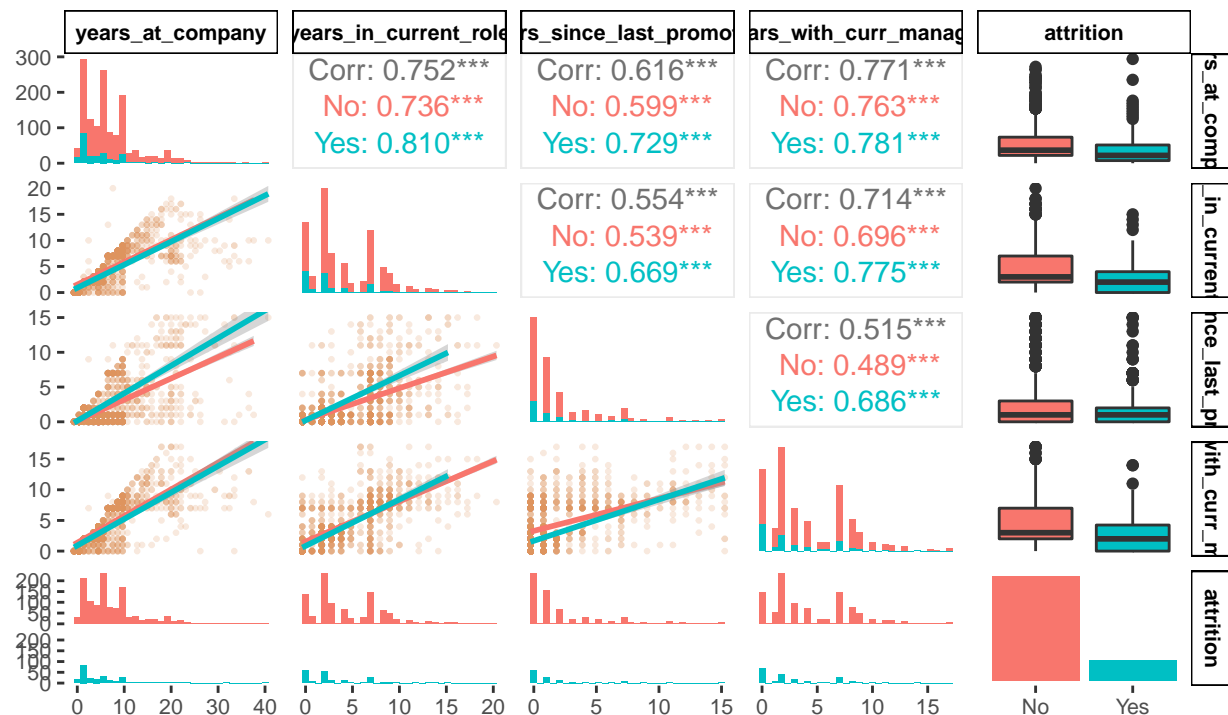 years_at_company years_in_current_role rs_since_last_promot ars_with_curr_manag attrition
300
200
100
0
Corr: 0.752***
No: 0.736***
Yes: 0.810***
Corr: 0.616***
No: 0.599***
Yes: 0.729***
Corr: 0.771***
No: 0.763***
Yes: 0.781***
rs_at_comp
20
15
10
5
0
Corr: 0.554***
No: 0.539***
Yes: 0.669***
Corr: 0.714***
No: 0.696***
Yes: 0.775***
_in_current
15
10
5
0
Corr: 0.515***
No: 0.489***
Yes: 0.686***
nce_last_pr
15
10
5
0
with_curr_m
200
150
100
50
0
200
150
100
50
0
attrition
0 10 20 30 40 0 5 10 15 20 0 5 10 15 0 5 10 15 No Yes